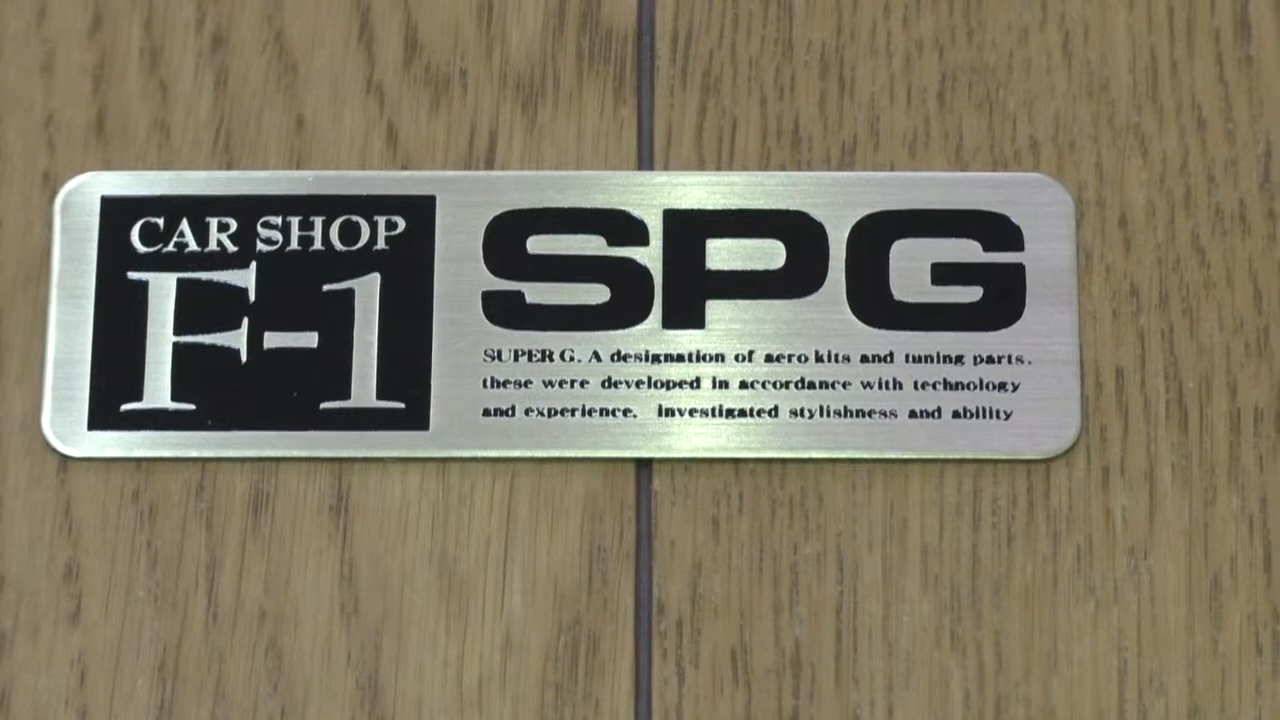 CAR SHOP
F-1
SPG
SUPER G. A designation of aero kits and tuning parts.
these were developed in accordance with technology
and experience. investigated stylishness and ability